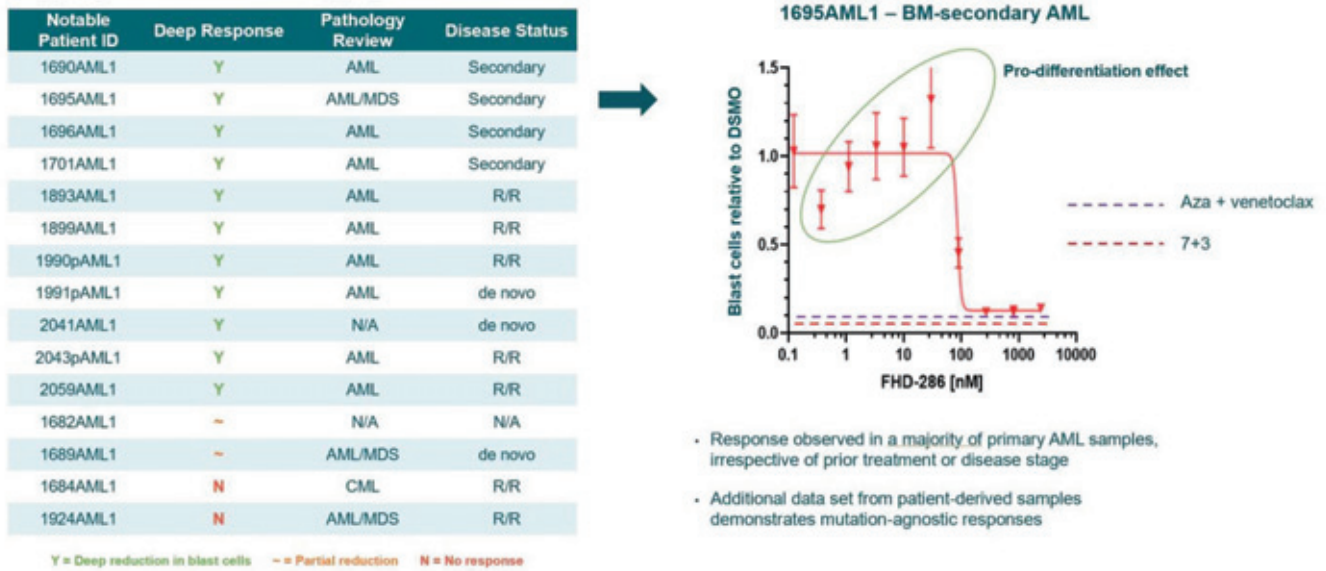 Notable Patient ID Deep Response Pathology Review Disease Status
1690AML1 Y AML Secondary
1695AML1 Y AML/MDS Secondary
1696AML1 Y AML Secondary
1701AML1 Y AML Secondary
1893AML1 Y AML R/R
1899AML1 Y AML R/R
1990pAML1 Y AML R/R
1991pAML1 Y AML de novo
2041AML1 Y N/A de novo
2043pAML1 Y AML R/R
2059AML1 Y AML R/R
1682AML1 ~ N/A N/A
1689AML1 ~ AML/MDS de novo
1684AML1 N CML R/R
1924AML1 N AML/MDS R/R
Y = Deep reduction in blast cells ~ = Partial reduction N = No response
1695AML1 – BM-secondary AML
Pro-differentiation effect
Blast cells relative to DSMO
1.5
1.0
0.5
0.0
0.1 1 10 100 1000 10000
FHD-286 [nM]
Aza + venetoclax
7+3
• Response observed in a majority of primary AML samples,
irrespective of prior treatment or disease stage
• Additional data set from patient-derived samples
demonstrates mutation-agnostic responses